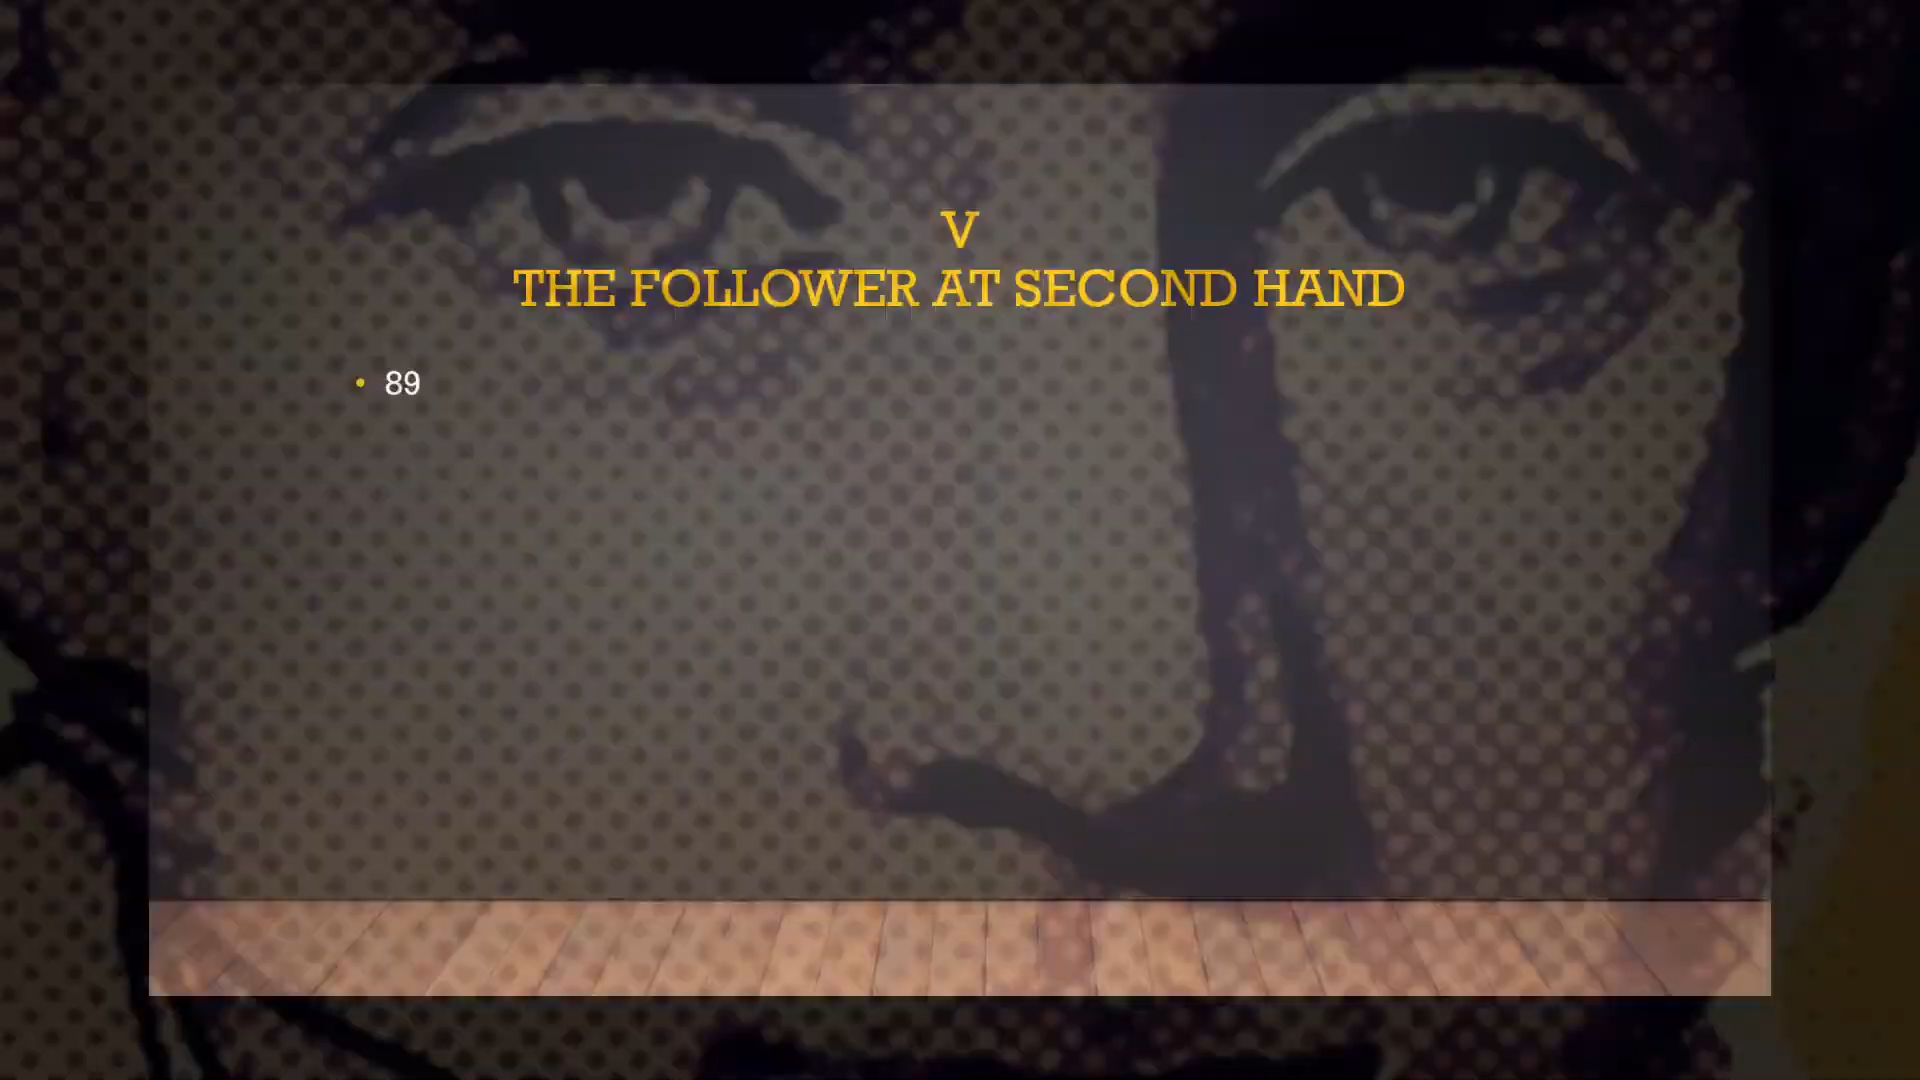 V
THE FOLLOWER AT SECOND HAND
• 89